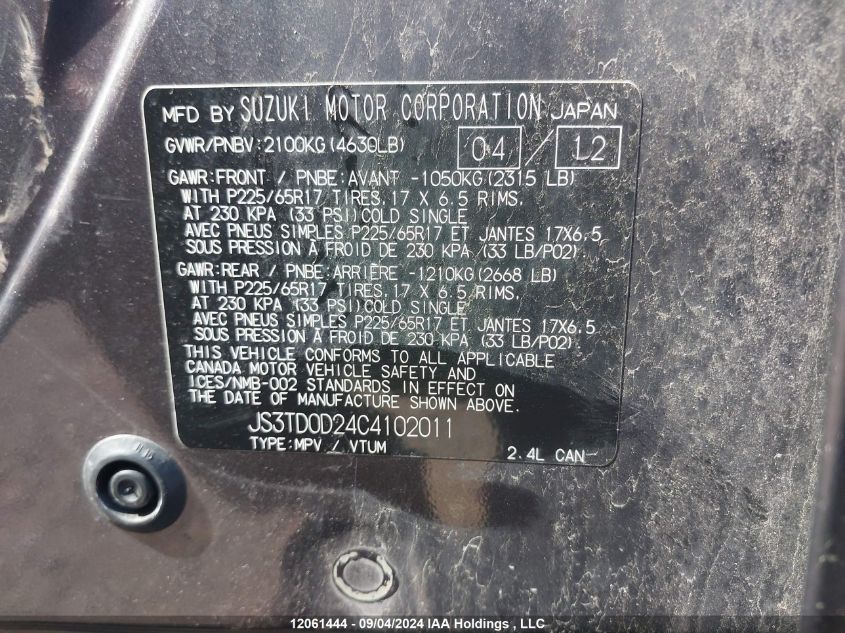 MFD BY SUZUKI MOTOR CORPORATION JAPAN
GVWR/PNBV:2100KG(4630LB) 04 / 12
GAWR:FRONT / PNBE:AVANT -1050KG(2315 LB)
WITH P225/65R17 TIRES,17 X 6.5 RIMS,
AT 230 KPA (33 PSI)COLD SINGLE
AVEC PNEUS SIMPLES P225/65R17 ET JANTES 17X6.5
SOUS PRESSION À FROID DE 230 KPA (33 LB/PO2)
GAWR:REAR / PNBE:ARRIÈRE -1210KG(2668 LB)
WITH P225/65R17 TIRES,17 X 6.5 RIMS,
AT 230 KPA (33 PSI)COLD SINGLE
AVEC PNEUS SIMPLES P225/65R17 ET JANTES 17X6.5
SOUS PRESSION À FROID DE 230 KPA (33 LB/PO2)
THIS VEHICLE CONFORMS TO ALL APPLICABLE
CANADA MOTOR VEHICLE SAFETY AND
ICES/NMB-002 STANDARDS IN EFFECT ON
THE DATE OF MANUFACTURE SHOWN ABOVE.
JS3TD0D24C4102011
TYPE:MPV / VTUM 2.4L CAN
12061444 - 09/04/2024 IAA Holdings , LLC